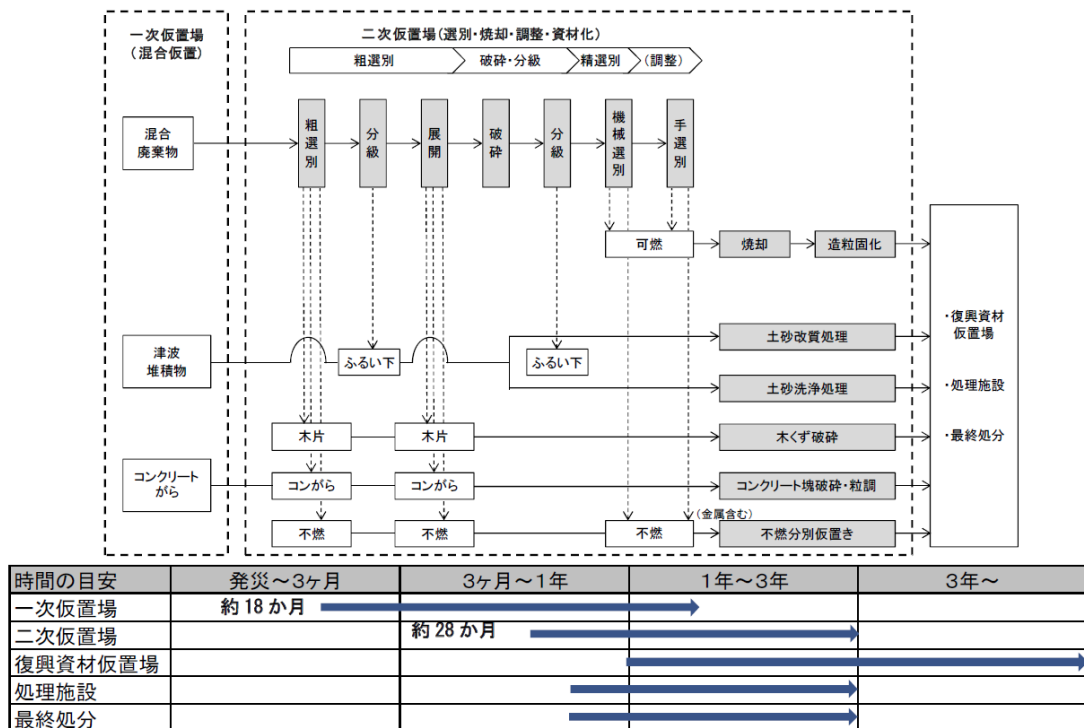 一次仮置場
（混合仮置）
二次仮置場（選別・焼却・調整・資材化）
粗選別
破砕・分級
精選別
（調整）
混合
廃棄物
粗選別
分級
展開
破砕
分級
機械選別
手選別
可燃
焼却
造粒固化
津波
堆積物
ふるい下
ふるい下
土砂改質処理
土砂洗浄処理
木片
木片
木くず破砕
コンクリート
がら
コンがら
コンがら
コンクリート塊破砕・粒調
不燃
不燃
不燃
（金属含む）
不燃分別仮置き
・復興資材
仮置場
・処理施設
・最終処分
時間の目安 発災～3ヶ月 3ヶ月～1年 1年～3年 3年～
一次仮置場 約18か月
二次仮置場 約28か月
復興資材仮置場
処理施設
最終処分